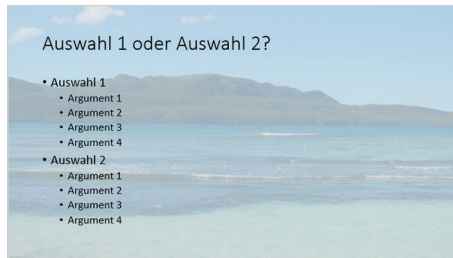 Auswahl 1 oder Auswahl 2?
• Auswahl 1
• Argument 1
• Argument 2
• Argument 3
• Argument 4
• Auswahl 2
• Argument 1
• Argument 2
• Argument 3
• Argument 4